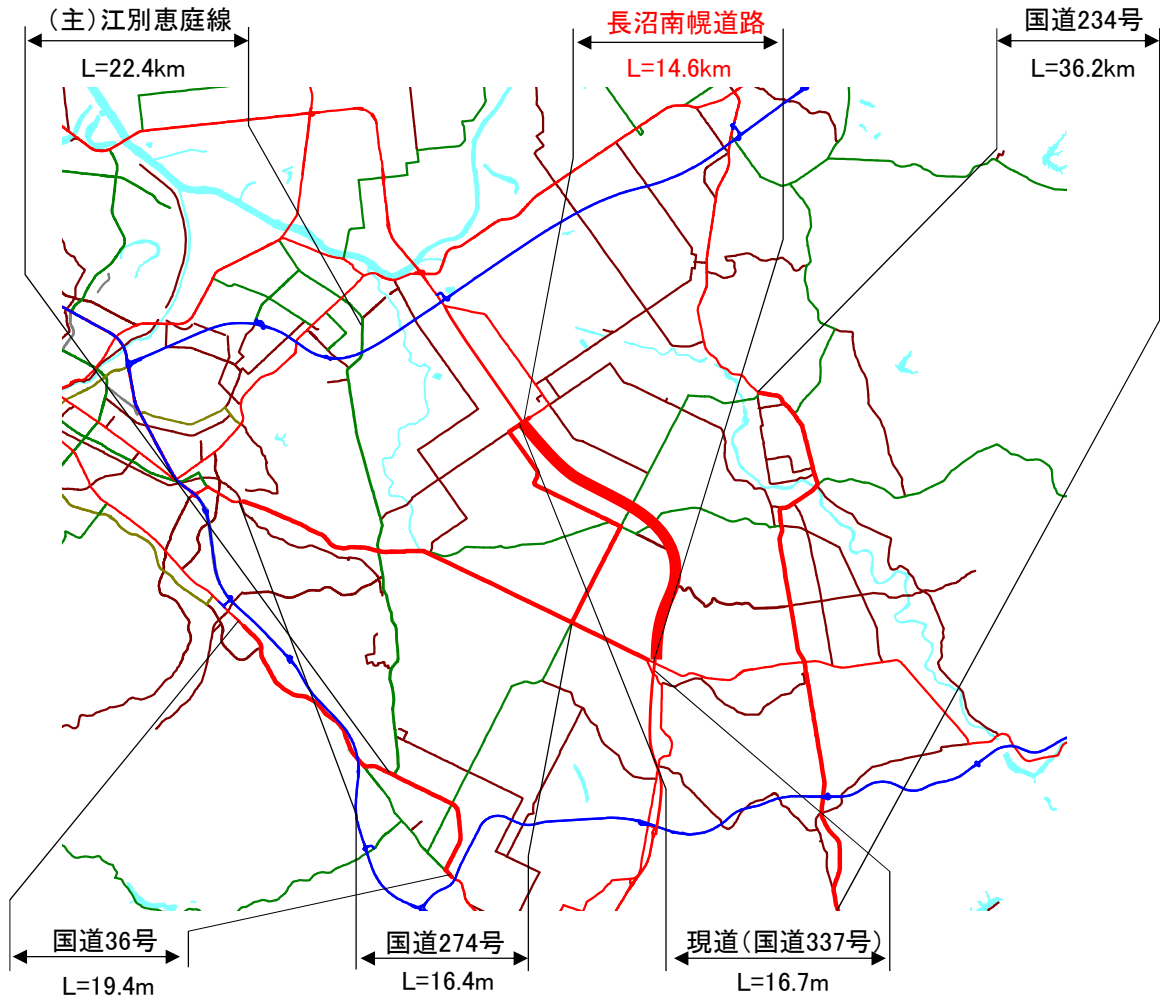 (主)江別恵庭線
L=22.4km
長沼南幌道路
L=14.6km
国道234号
L=36.2km
国道36号
L=19.4m
国道274号
L=16.4m
現道(国道337号)
L=16.7m